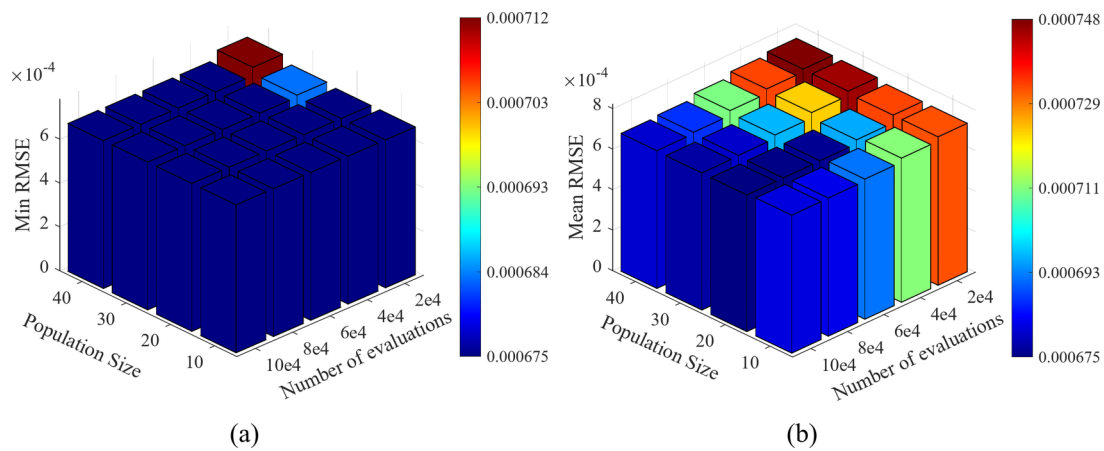 ×10⁻⁴
Min RMSE
6
4
2
0
40
30
20
10
Population Size
10e4
8e4
6e4
4e4
2e4
Number of evaluations
0.000712
0.000703
0.000693
0.000684
0.000675
(a)
×10⁻⁴
Mean RMSE
8
6
4
2
0
40
30
20
10
Population Size
10e4
8e4
6e4
4e4
2e4
Number of evaluations
0.000748
0.000729
0.000711
0.000693
0.000675
(b)